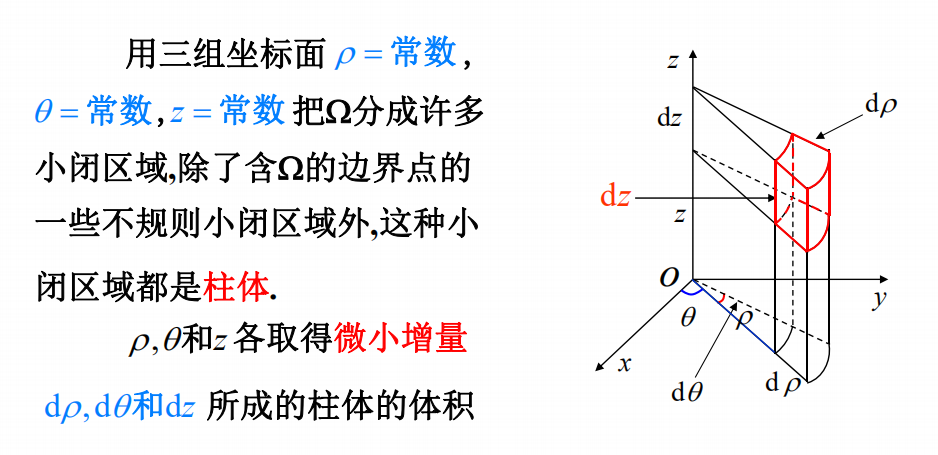 用三组坐标面 ρ = 常数,
θ = 常数, z = 常数 把Ω分成许多
小闭区域,除了含Ω的边界点的
一些不规则小闭区域外,这种小
闭区域都是柱体.
ρ,θ和z 各取得微小增量
dρ,dθ和dz 所成的柱体的体积
z
dρ
dz
dz
z
O
y
θ
ρ
x
dθ
dρ